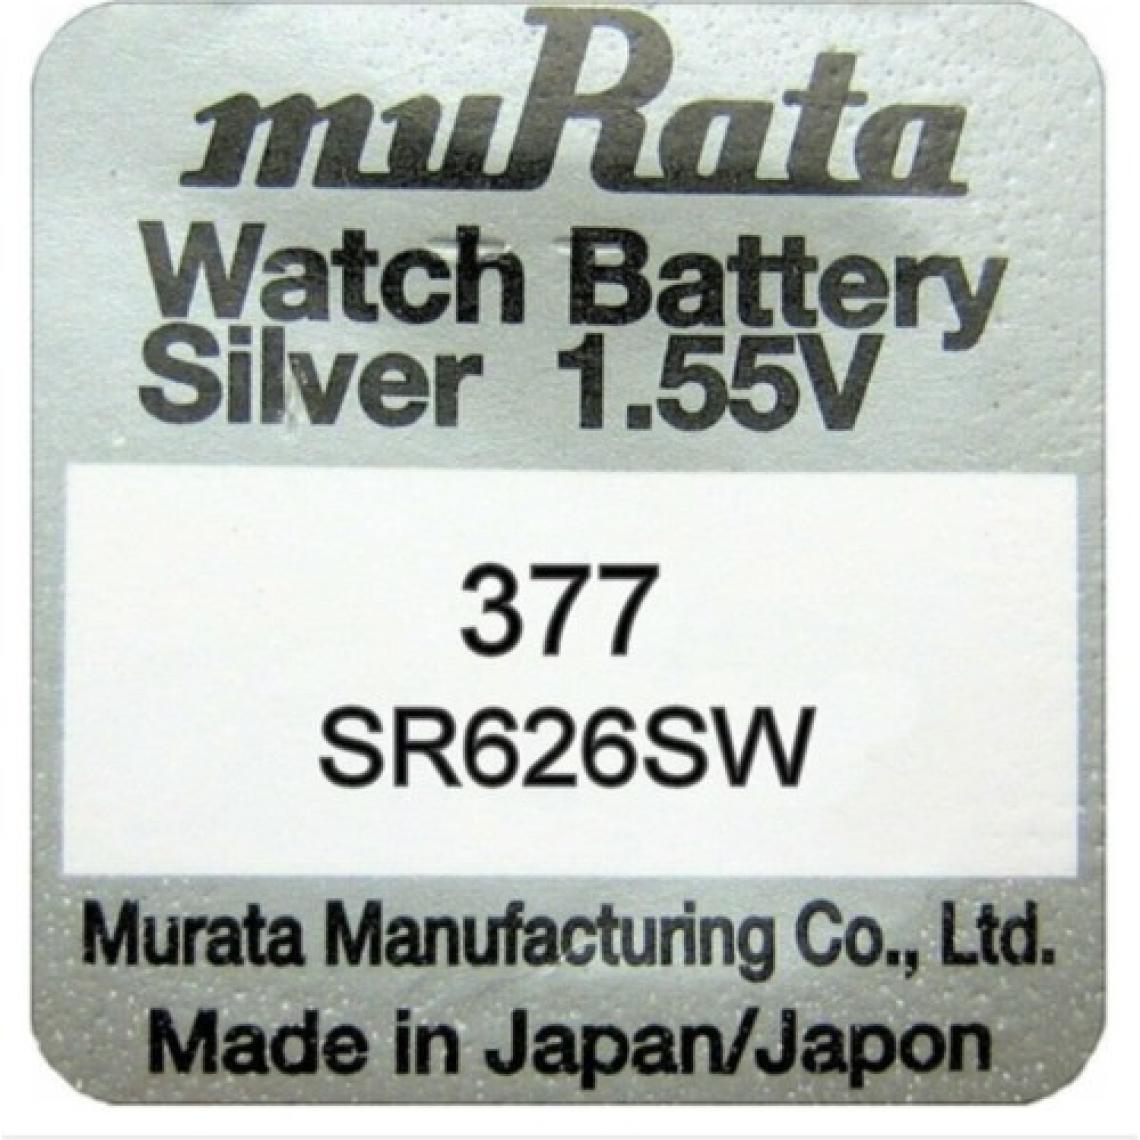 muRata
Watch Battery
Silver 1.55V
377
SR626SW
Murata Manufacturing Co., Ltd.
Made in Japan/Japon